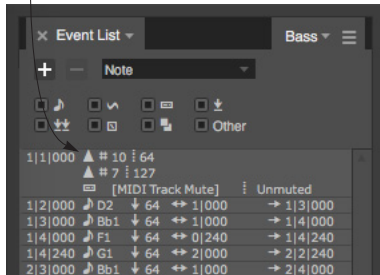 × Event List Bass
+ − Note
Other
1|1|000 # 10 64
# 7 127
[MIDI Track Mute] Unmuted
1|2|000 D2 64 1|000 1|3|000
1|3|000 Bb1 64 1|000 1|4|000
1|4|000 F1 64 0|240 1|4|240
1|4|240 G1 64 2|000 2|2|240
2|3|000 Bb1 64 1|000 2|4|000